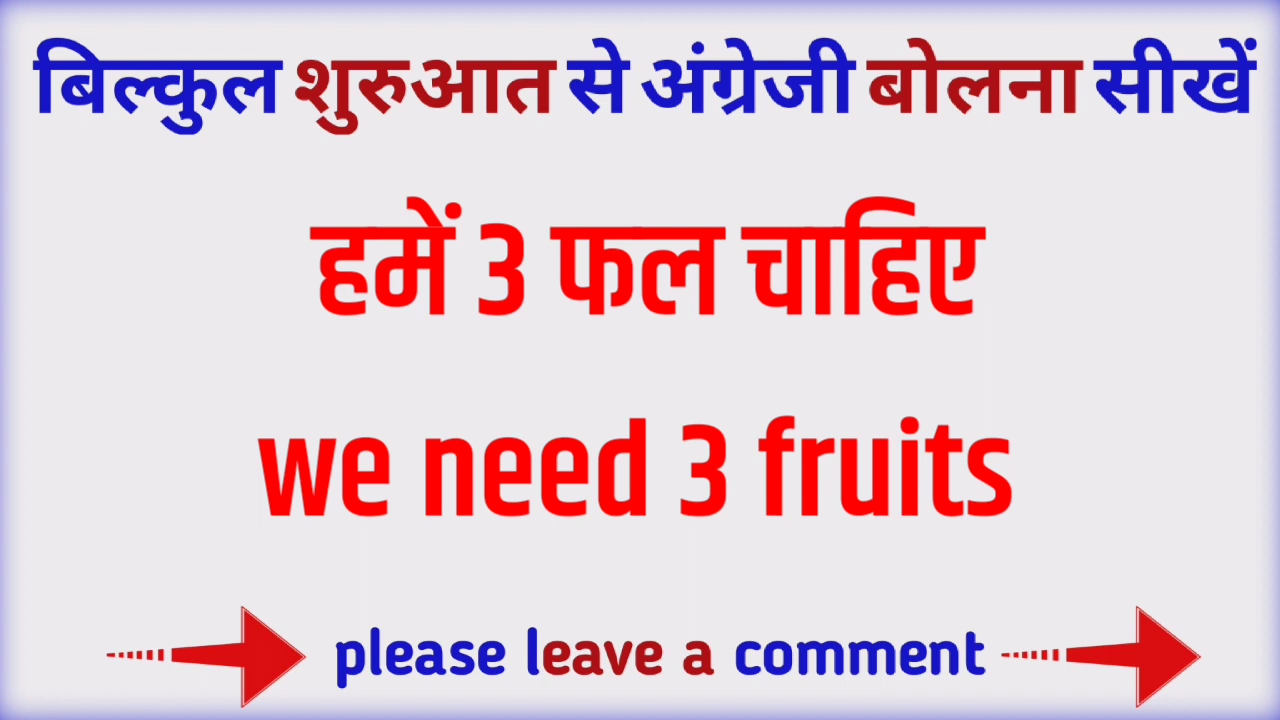 बिल्कुल शुरुआत से अंग्रेजी बोलना सीखें
हमें 3 फल चाहिए
we need 3 fruits
please leave a comment